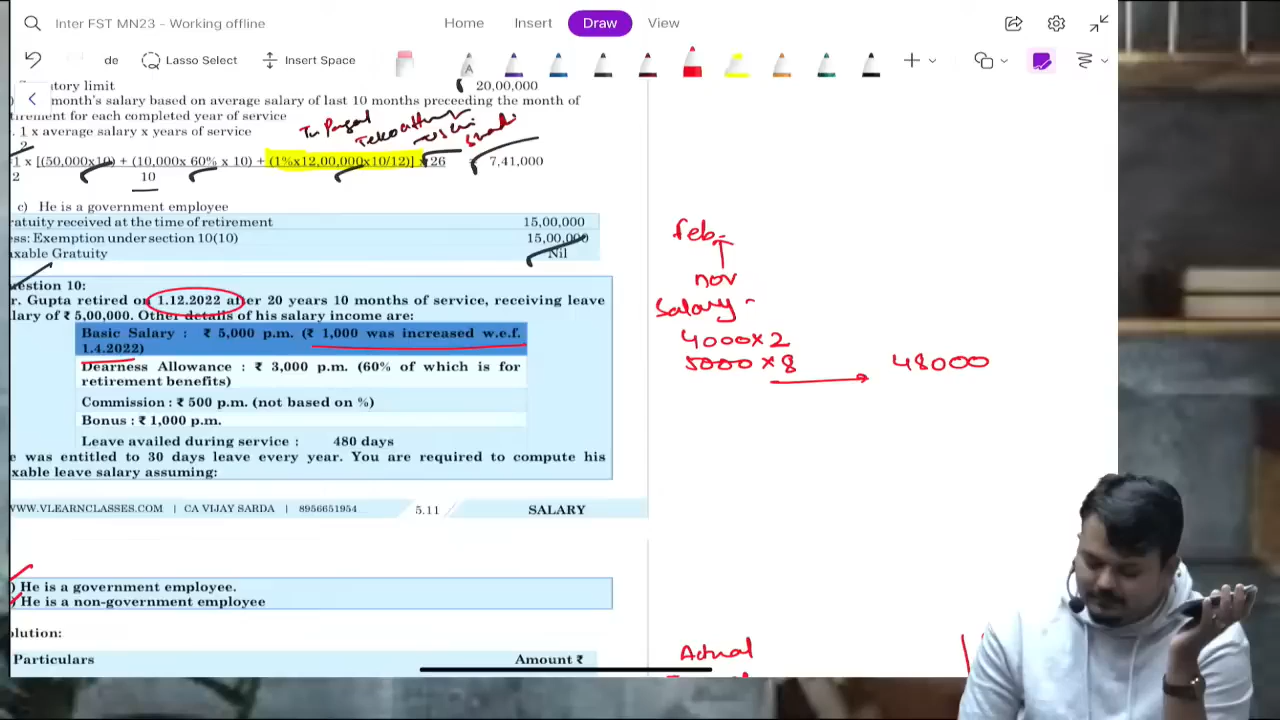 Inter FST MN23 - Working offline
Home Insert Draw View
de Lasso Select Insert Space
tory limit 20,00,000
month's salary based on average salary of last 10 months preceeding the month of
irement for each completed year of service
1 x average salary x years of service
2
1 x [(50,000x10) + (10,000x 60% x 10) + (1%x12,00,000x10/12)] x 26 7,41,000
2 10
c) He is a government employee
ratuity received at the time of retirement 15,00,000
ess: Exemption under section 10(10) 15,00,000
xable Gratuity Nil
estion 10:
r. Gupta retired on 1.12.2022 after 20 years 10 months of service, receiving leave
lary of ₹ 5,00,000. Other details of his salary income are:
Basic Salary : ₹ 5,000 p.m. (₹ 1,000 was increased w.e.f.
1.4.2022)
Dearness Allowance : ₹ 3,000 p.m. (60% of which is for
retirement benefits)
Commission : ₹ 500 p.m. (not based on %)
Bonus : ₹ 1,000 p.m.
Leave availed during service : 480 days
e was entitled to 30 days leave every year. You are required to compute his
xable leave salary assuming:
WWW.VLEARNCLASSES.COM | CA VIJAY SARDA | 8956651954 5.11 SALARY
) He is a government employee.
) He is a non-government employee
olution:
Particulars Amount ₹
feb.
nov
Salary -
4000 x 2
5000 x 8 48000
Actual